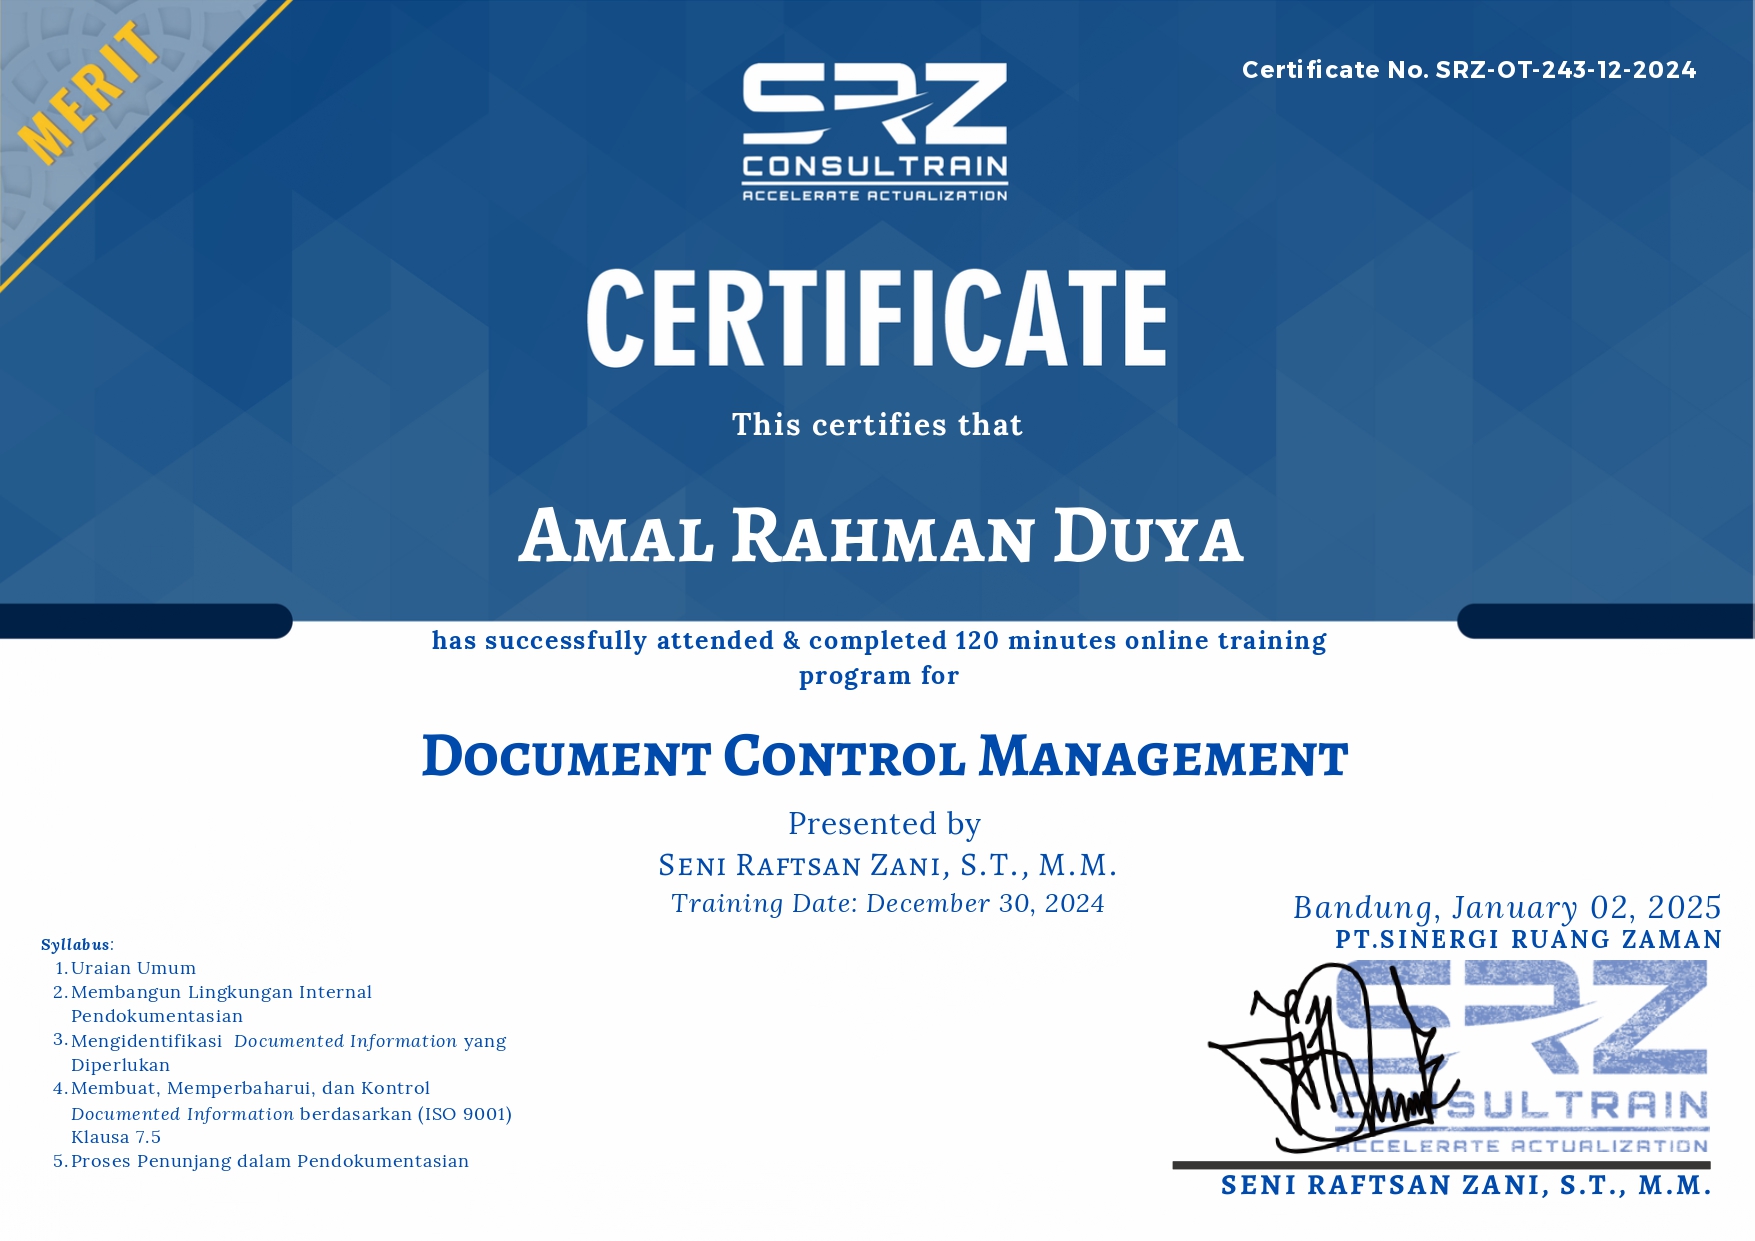 MERIT
Certificate No. SRZ-OT-243-12-2024
SRZ
CONSULTRAIN
ACCELERATE ACTUALIZATION
CERTIFICATE
This certifies that
Amal Rahman Duya
has successfully attended & completed 120 minutes online training
program for
Document Control Management
Presented by
Seni Raftsan Zani, S.T., M.M.
Training Date: December 30, 2024
Bandung, January 02, 2025
PT.SINERGI RUANG ZAMAN
Syllabus:
1. Uraian Umum
2. Membangun Lingkungan Internal
Pendokumentasian
3. Mengidentifikasi Documented Information yang
Diperlukan
4. Membuat, Memperbaharui, dan Kontrol
Documented Information berdasarkan (ISO 9001)
Klausa 7.5
5. Proses Penunjang dalam Pendokumentasian
SRZ
CONSULTRAIN
ACCELERATE ACTUALIZATION
SENI RAFTSAN ZANI, S.T., M.M.